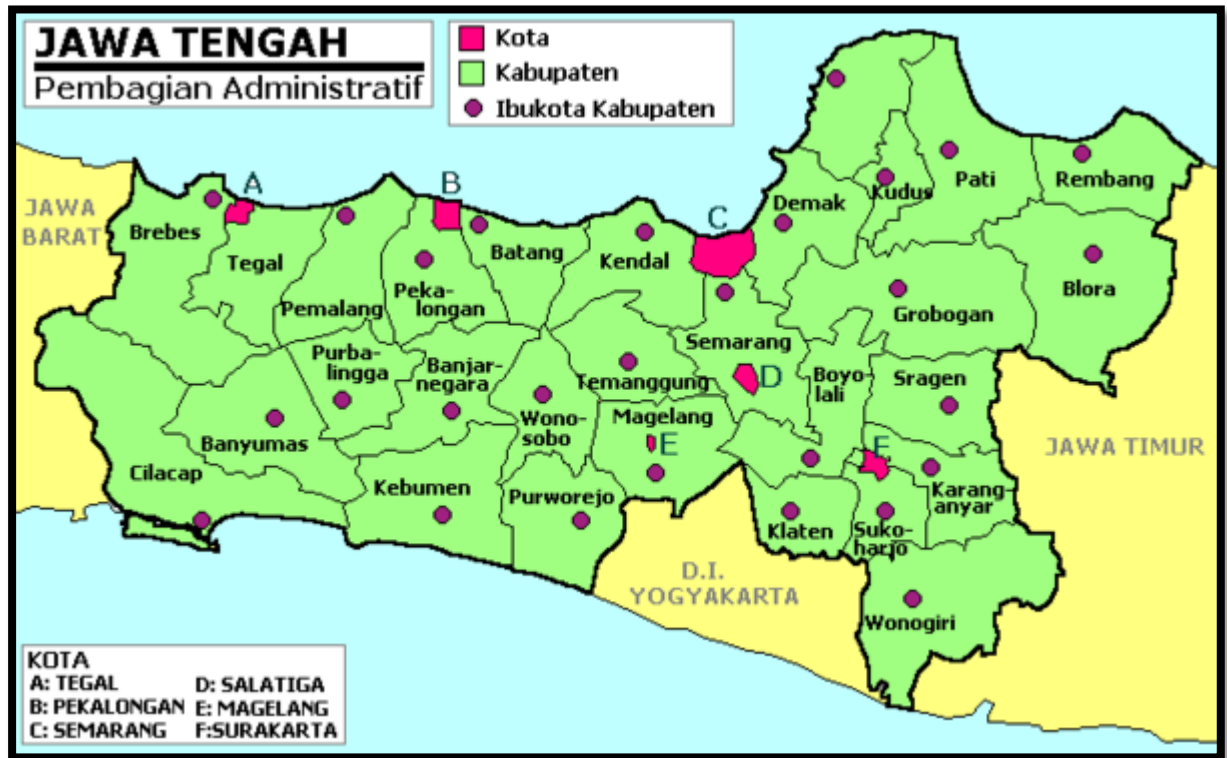 JAWA TENGAH
Pembagian Administratif
Kota
Kabupaten
Ibukota Kabupaten
JAWA
BARAT
A
B
C
Brebes
Tegal
Pemalang
Peka-
longan
Batang
Kendal
Demak
Kudus
Pati
Rembang
Blora
Grobogan
Semarang
D
Boyo-
lali
Sragen
Purba-
lingga
Banjar-
negara
Temanggung
Wono-
sobo
Magelang
E
F
Banyumas
Cilacap
Kebumen
Purworejo
Klaten
Suko-
harjo
Karang-
anyar
Wonogiri
JAWA TIMUR
D.I.
YOGYAKARTA
KOTA
A: TEGAL D: SALATIGA
B: PEKALONGAN E: MAGELANG
C: SEMARANG F:SURAKARTA